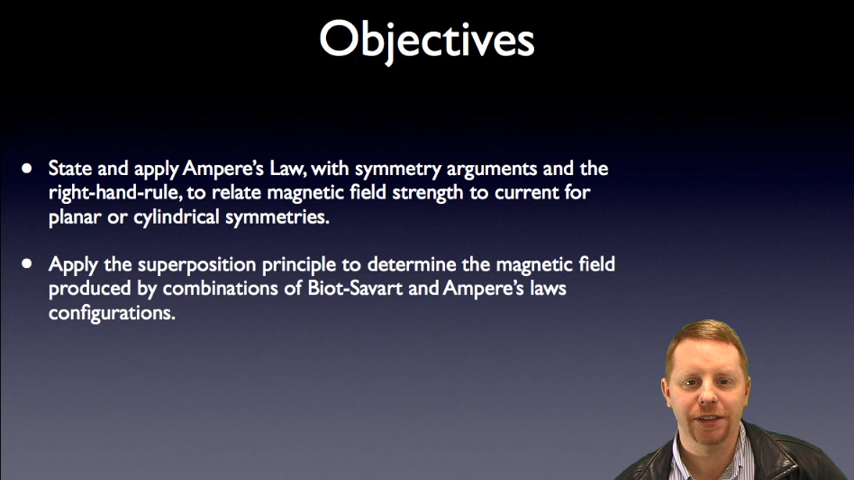 Objectives
• State and apply Ampere's Law, with symmetry arguments and the
right-hand-rule, to relate magnetic field strength to current for
planar or cylindrical symmetries.
• Apply the superposition principle to determine the magnetic field
produced by combinations of Biot-Savart and Ampere's laws
configurations.